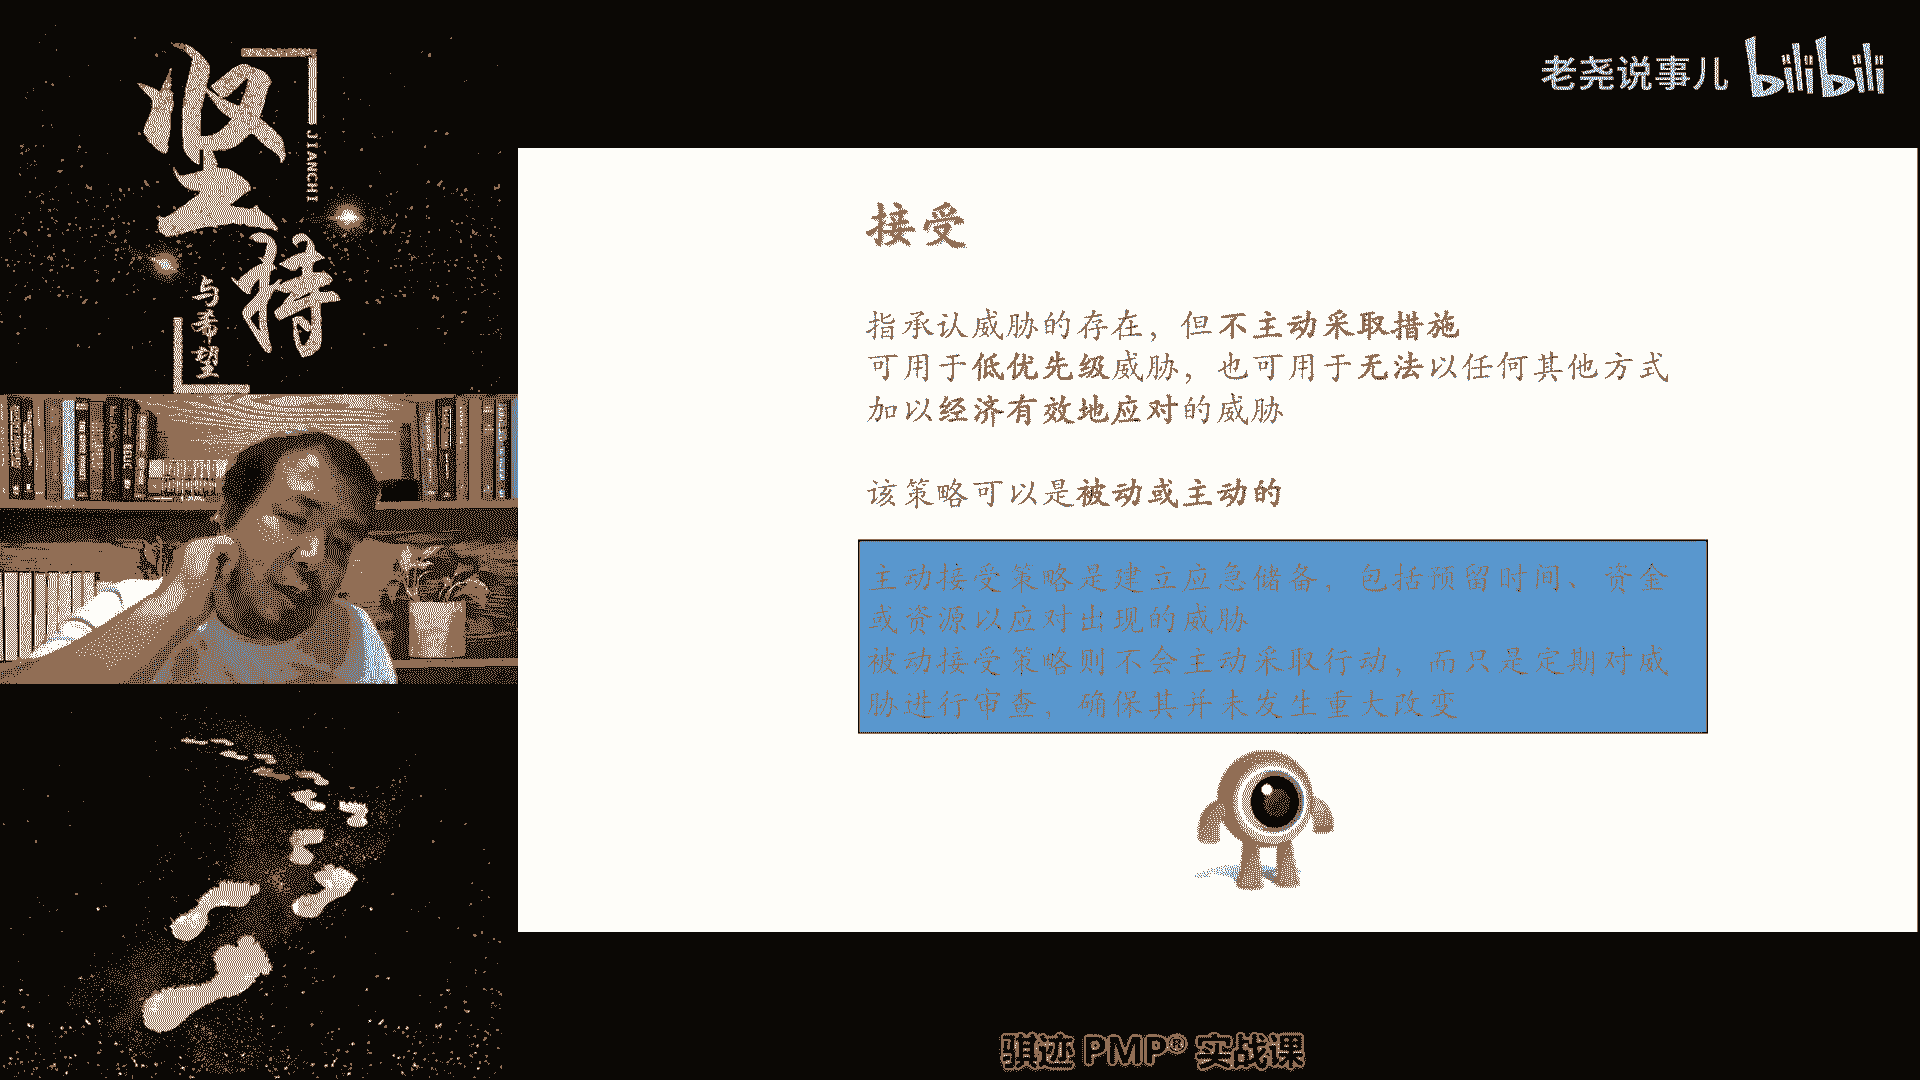 坚持
JIANCHI
与希望
老尧说事儿 bilibili
接受
指承认威胁的存在，但不主动采取措施
可用于低优先级威胁，也可用于无法以任何其他方式
加以经济有效地应对的威胁
该策略可以是被动或主动的
主动接受策略是建立应急储备，包括预留时间、资金
或资源以应对出现的威胁
被动接受策略则不会主动采取行动，而只是定期对威
胁进行审查，确保其并未发生重大改变
骐迹 PMP® 实战课